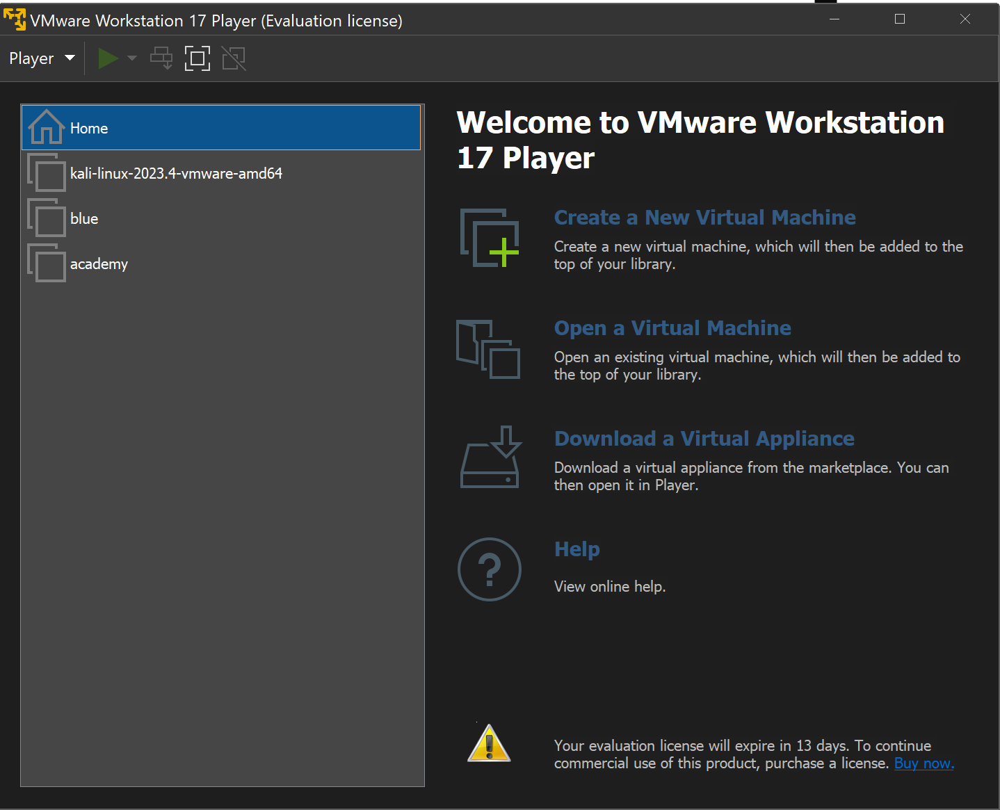 VMware Workstation 17 Player (Evaluation license)
Player
Home
kali-linux-2023.4-vmware-amd64
blue
academy
Welcome to VMware Workstation
17 Player
Create a New Virtual Machine
Create a new virtual machine, which will then be added to the
top of your library.
Open a Virtual Machine
Open an existing virtual machine, which will then be added to
the top of your library.
Download a Virtual Appliance
Download a virtual appliance from the marketplace. You can
then open it in Player.
Help
View online help.
Your evaluation license will expire in 13 days. To continue
commercial use of this product, purchase a license. Buy now.